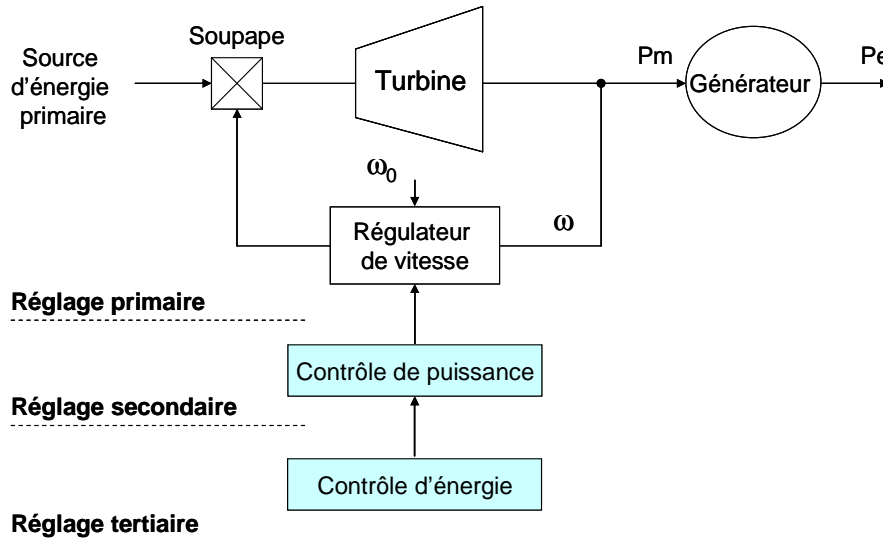 Soupape
Source
d'énergie
primaire
Turbine
Pm
Générateur
Pe
ω0
Régulateur
de vitesse
ω
Réglage primaire
Contrôle de puissance
Réglage secondaire
Contrôle d'énergie
Réglage tertiaire